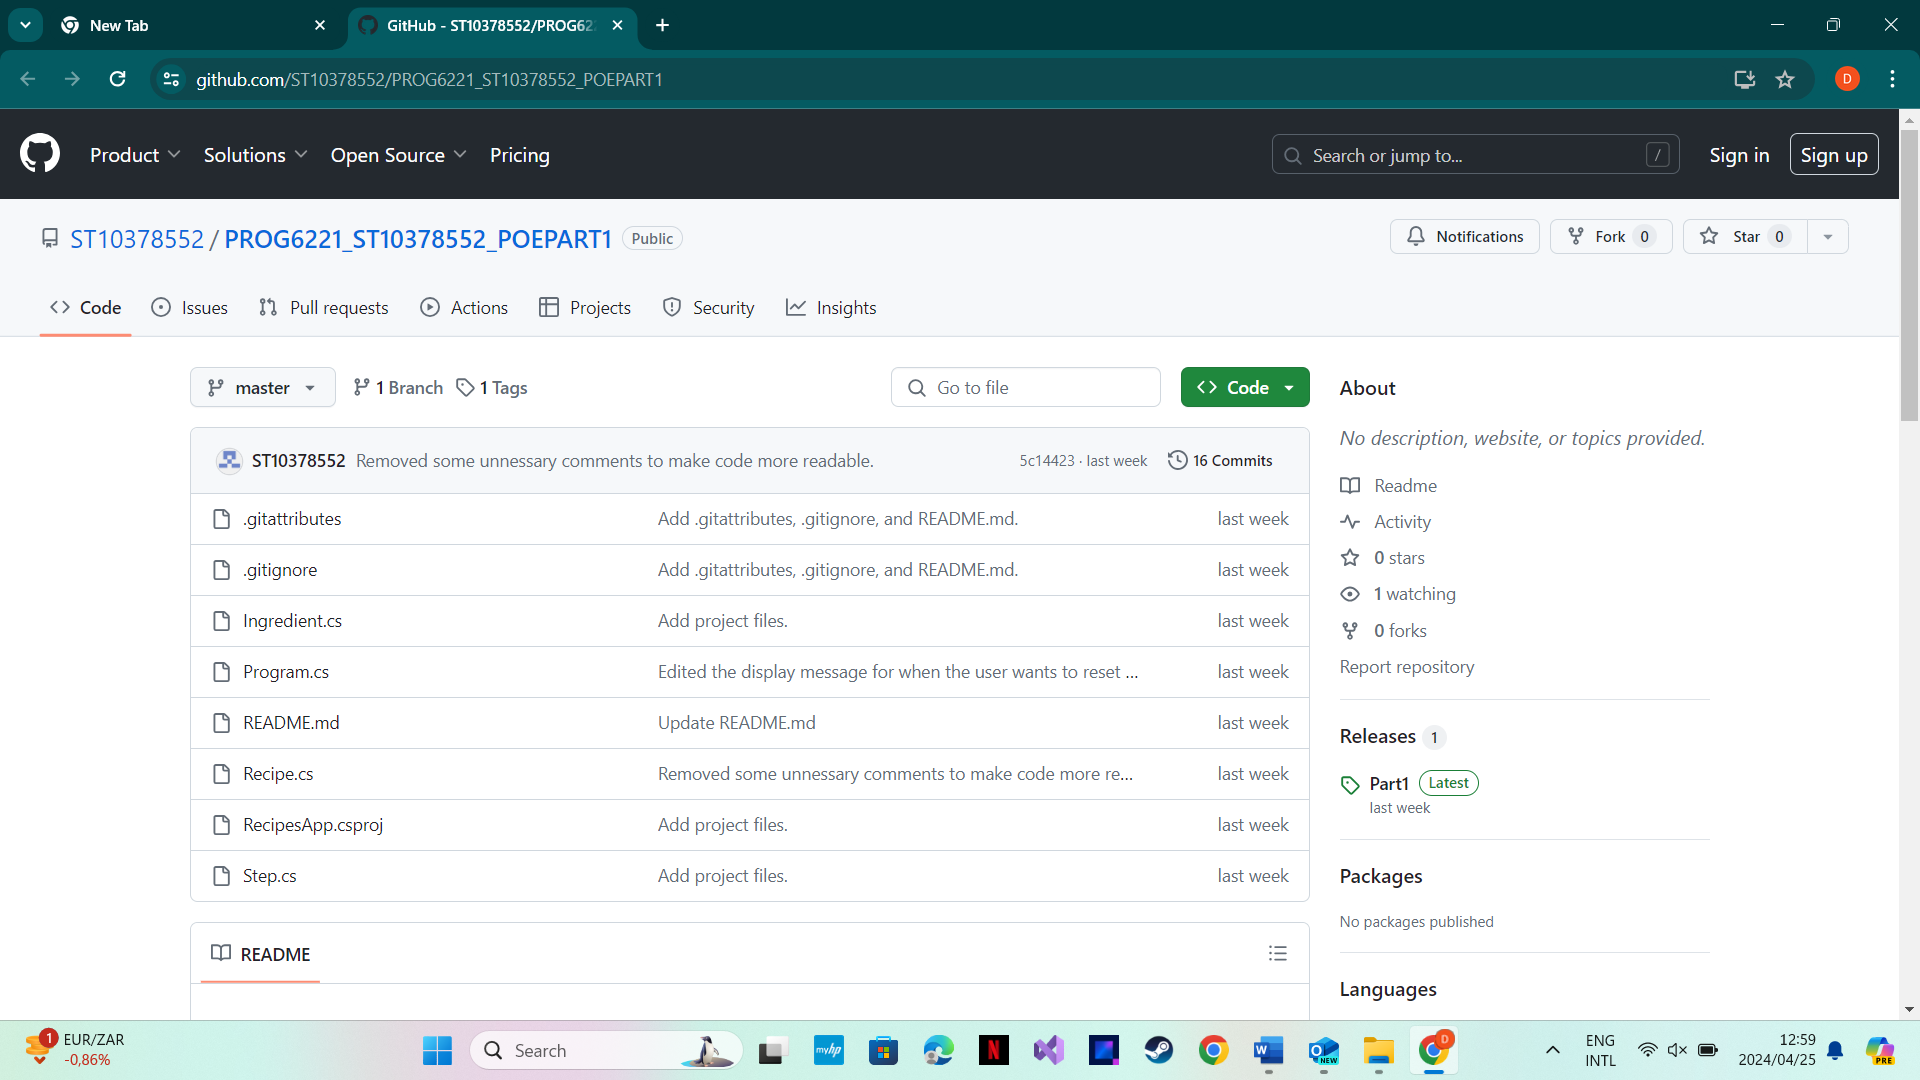 New Tab
GitHub - ST10378552/PROG62
github.com/ST10378552/PROG6221_ST10378552_POEPART1
D
Product Solutions Open Source Pricing
Search or jump to... /
Sign in Sign up
ST10378552 / PROG6221_ST10378552_POEPART1 Public
Notifications Fork 0 Star 0
Code Issues Pull requests Actions Projects Security Insights
master 1 Branch 1 Tags Go to file Code
ST10378552 Removed some unnessary comments to make code more readable. 5c14423 · last week 16 Commits
.gitattributes Add .gitattributes, .gitignore, and README.md. last week
.gitignore Add .gitattributes, .gitignore, and README.md. last week
Ingredient.cs Add project files. last week
Program.cs Edited the display message for when the user wants to reset ... last week
README.md Update README.md last week
Recipe.cs Removed some unnessary comments to make code more re... last week
RecipesApp.csproj Add project files. last week
Step.cs Add project files. last week
README
About
No description, website, or topics provided.
Readme
Activity
0 stars
1 watching
0 forks
Report repository
Releases 1
Part1 Latest
last week
Packages
No packages published
Languages
1 EUR/ZAR
-0,86%
Search
myhp
N
W
NEW
D
ENG
INTL
12:59
2024/04/25
PRE